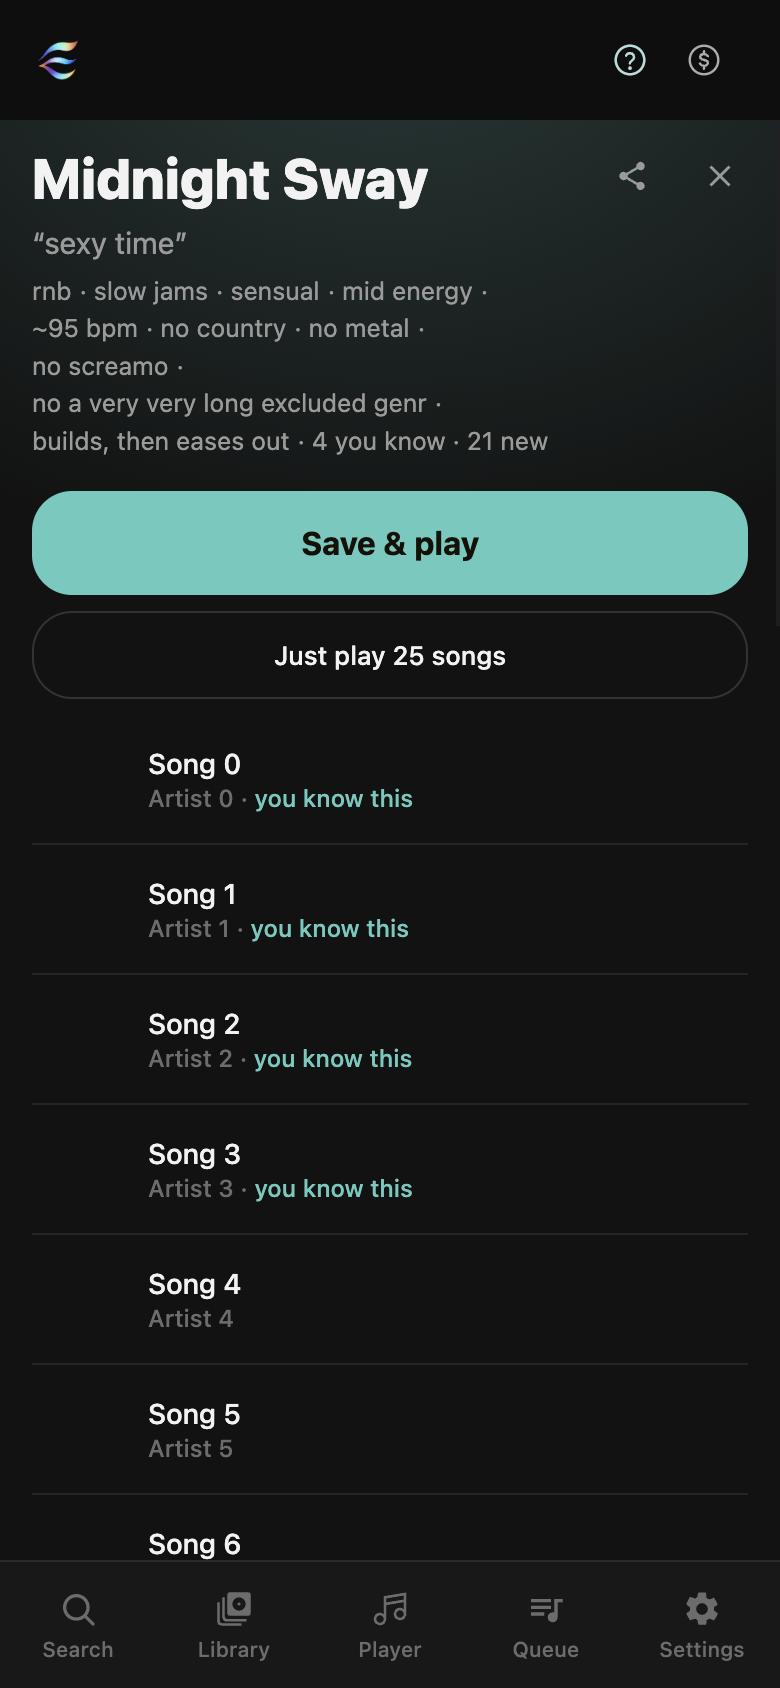 Midnight Sway
“sexy time”
rnb · slow jams · sensual · mid energy ·
~95 bpm · no country · no metal ·
no screamo ·
no a very very long excluded genr ·
builds, then eases out · 4 you know · 21 new
Save & play
Just play 25 songs
Song 0
Artist 0 · you know this
Song 1
Artist 1 · you know this
Song 2
Artist 2 · you know this
Song 3
Artist 3 · you know this
Song 4
Artist 4
Song 5
Artist 5
Song 6
Search
Library
Player
Queue
Settings